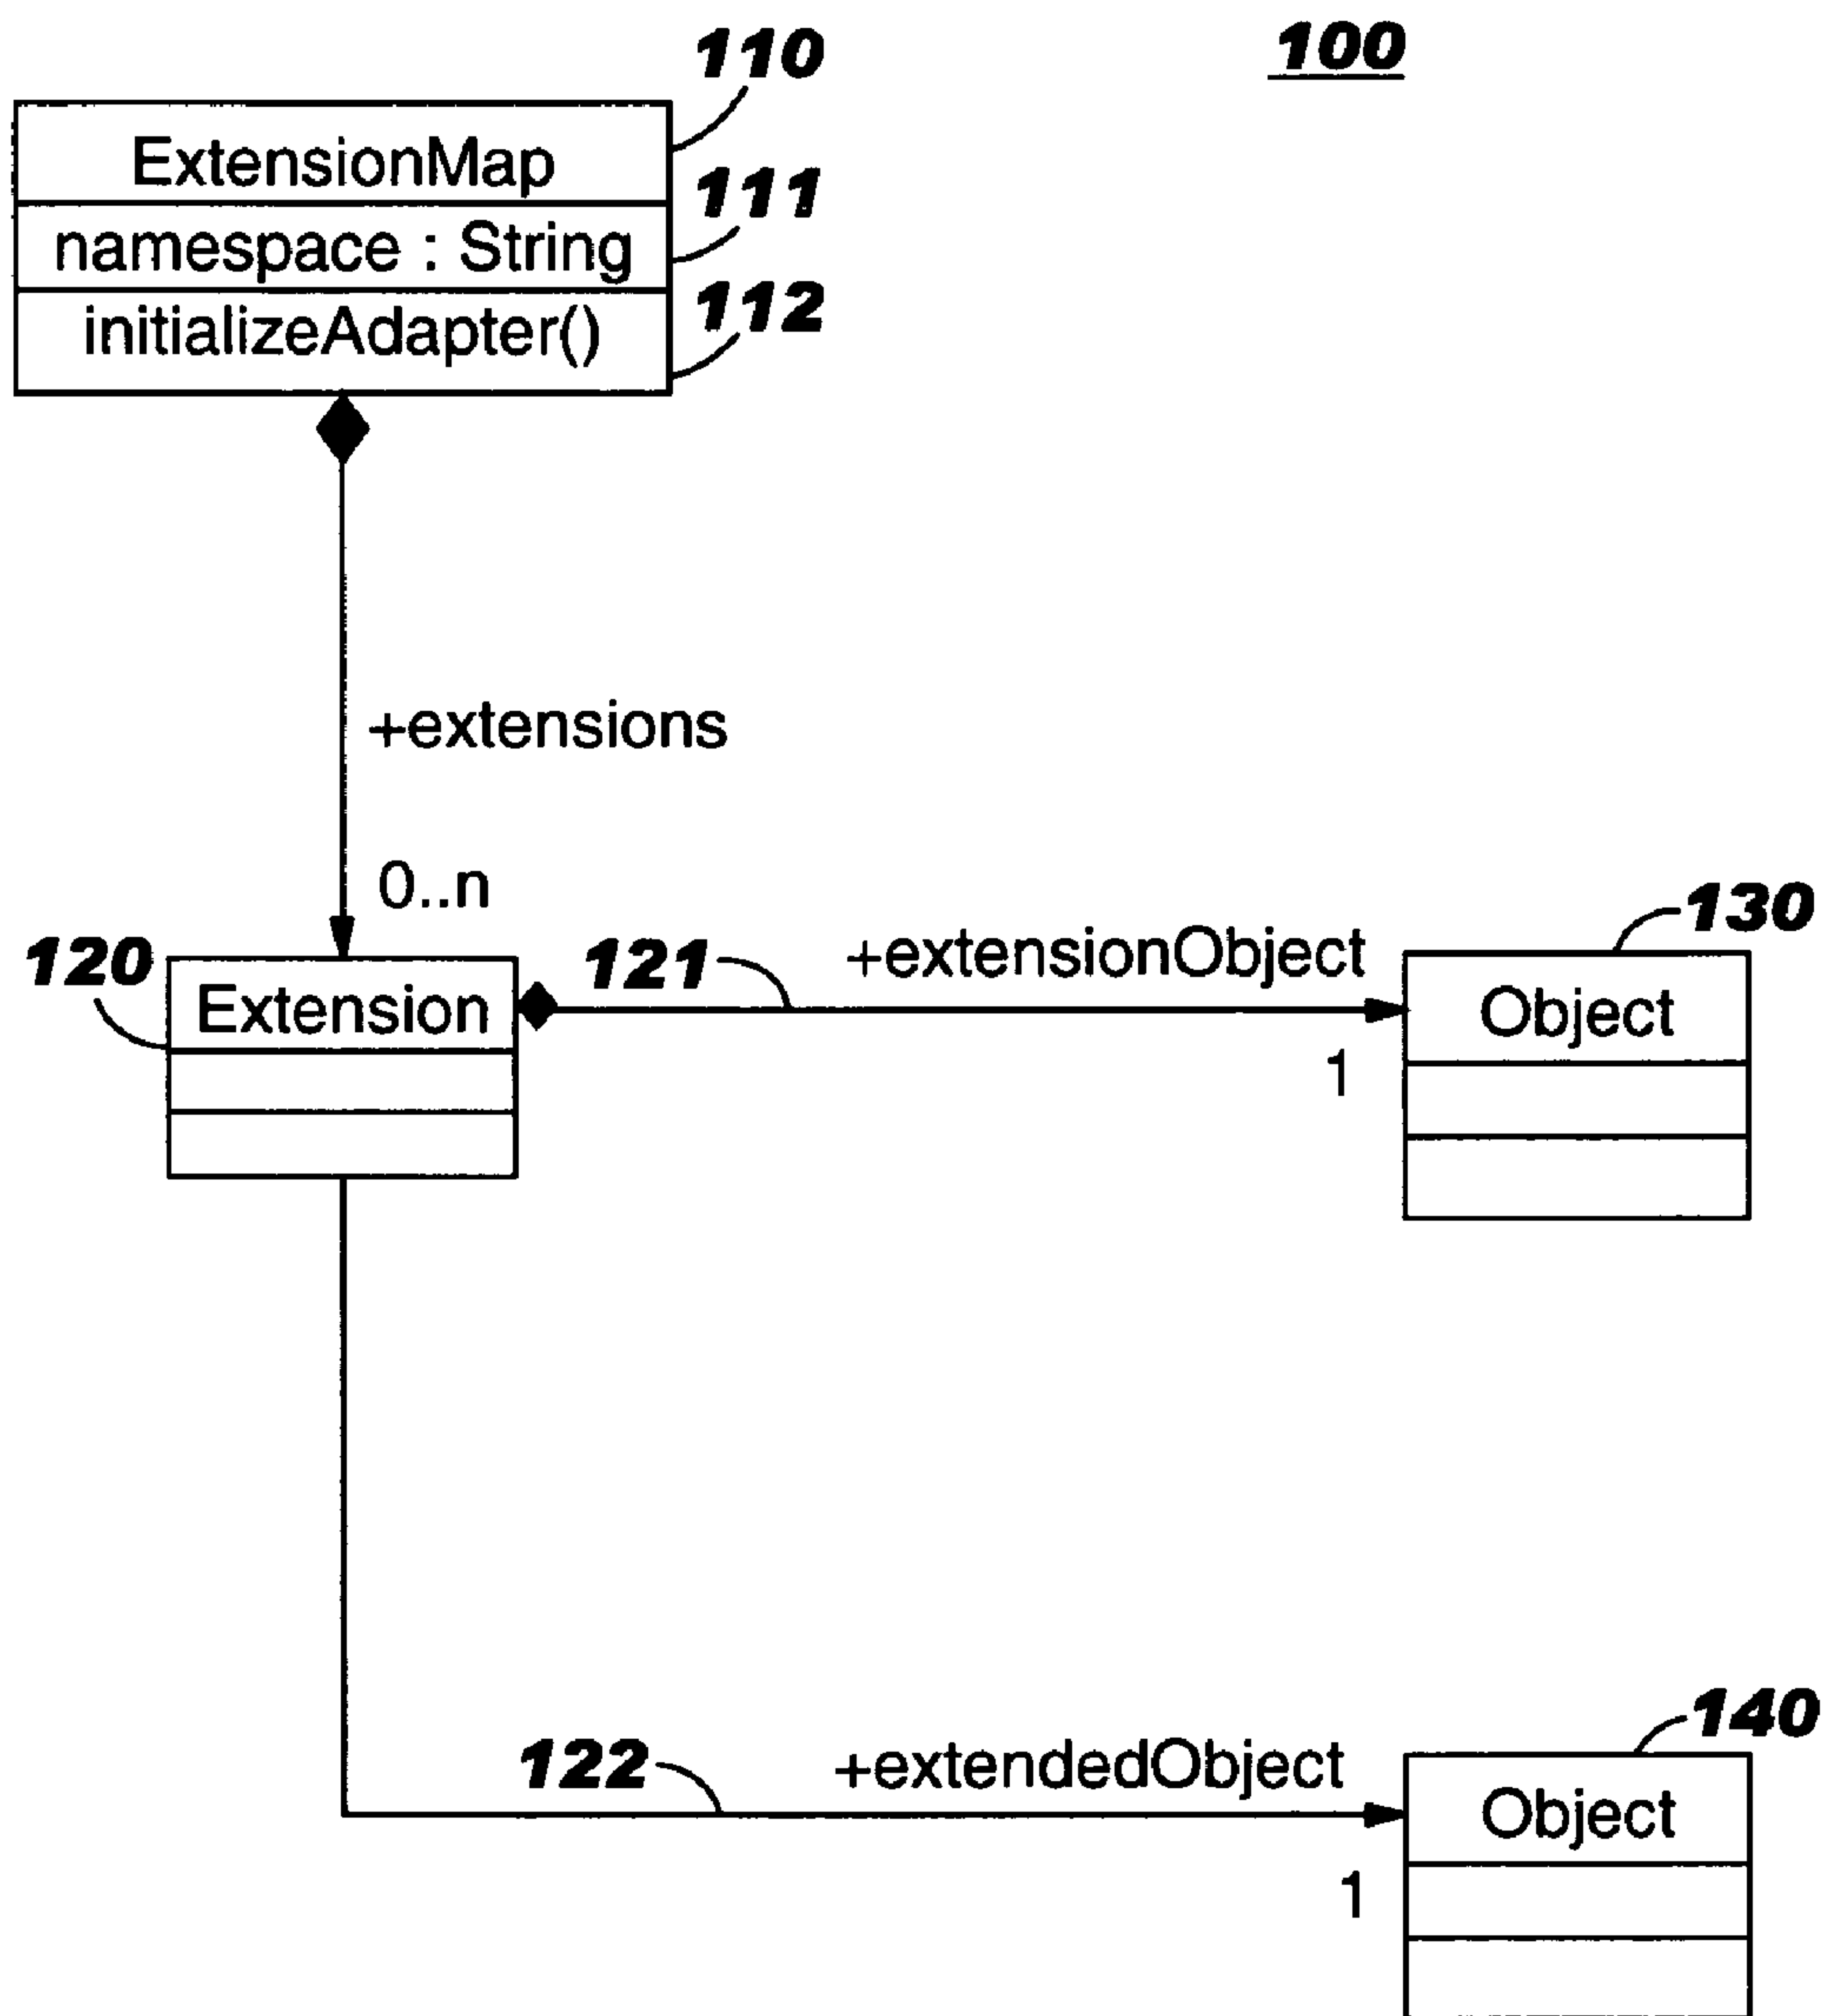 110
100
ExtensionMap
111
namespace : String
112
initializeAdapter()
+extensions
0..n
120
121
+extensionObject
130
Extension
Object
1
122
+extendedObject
140
Object
1